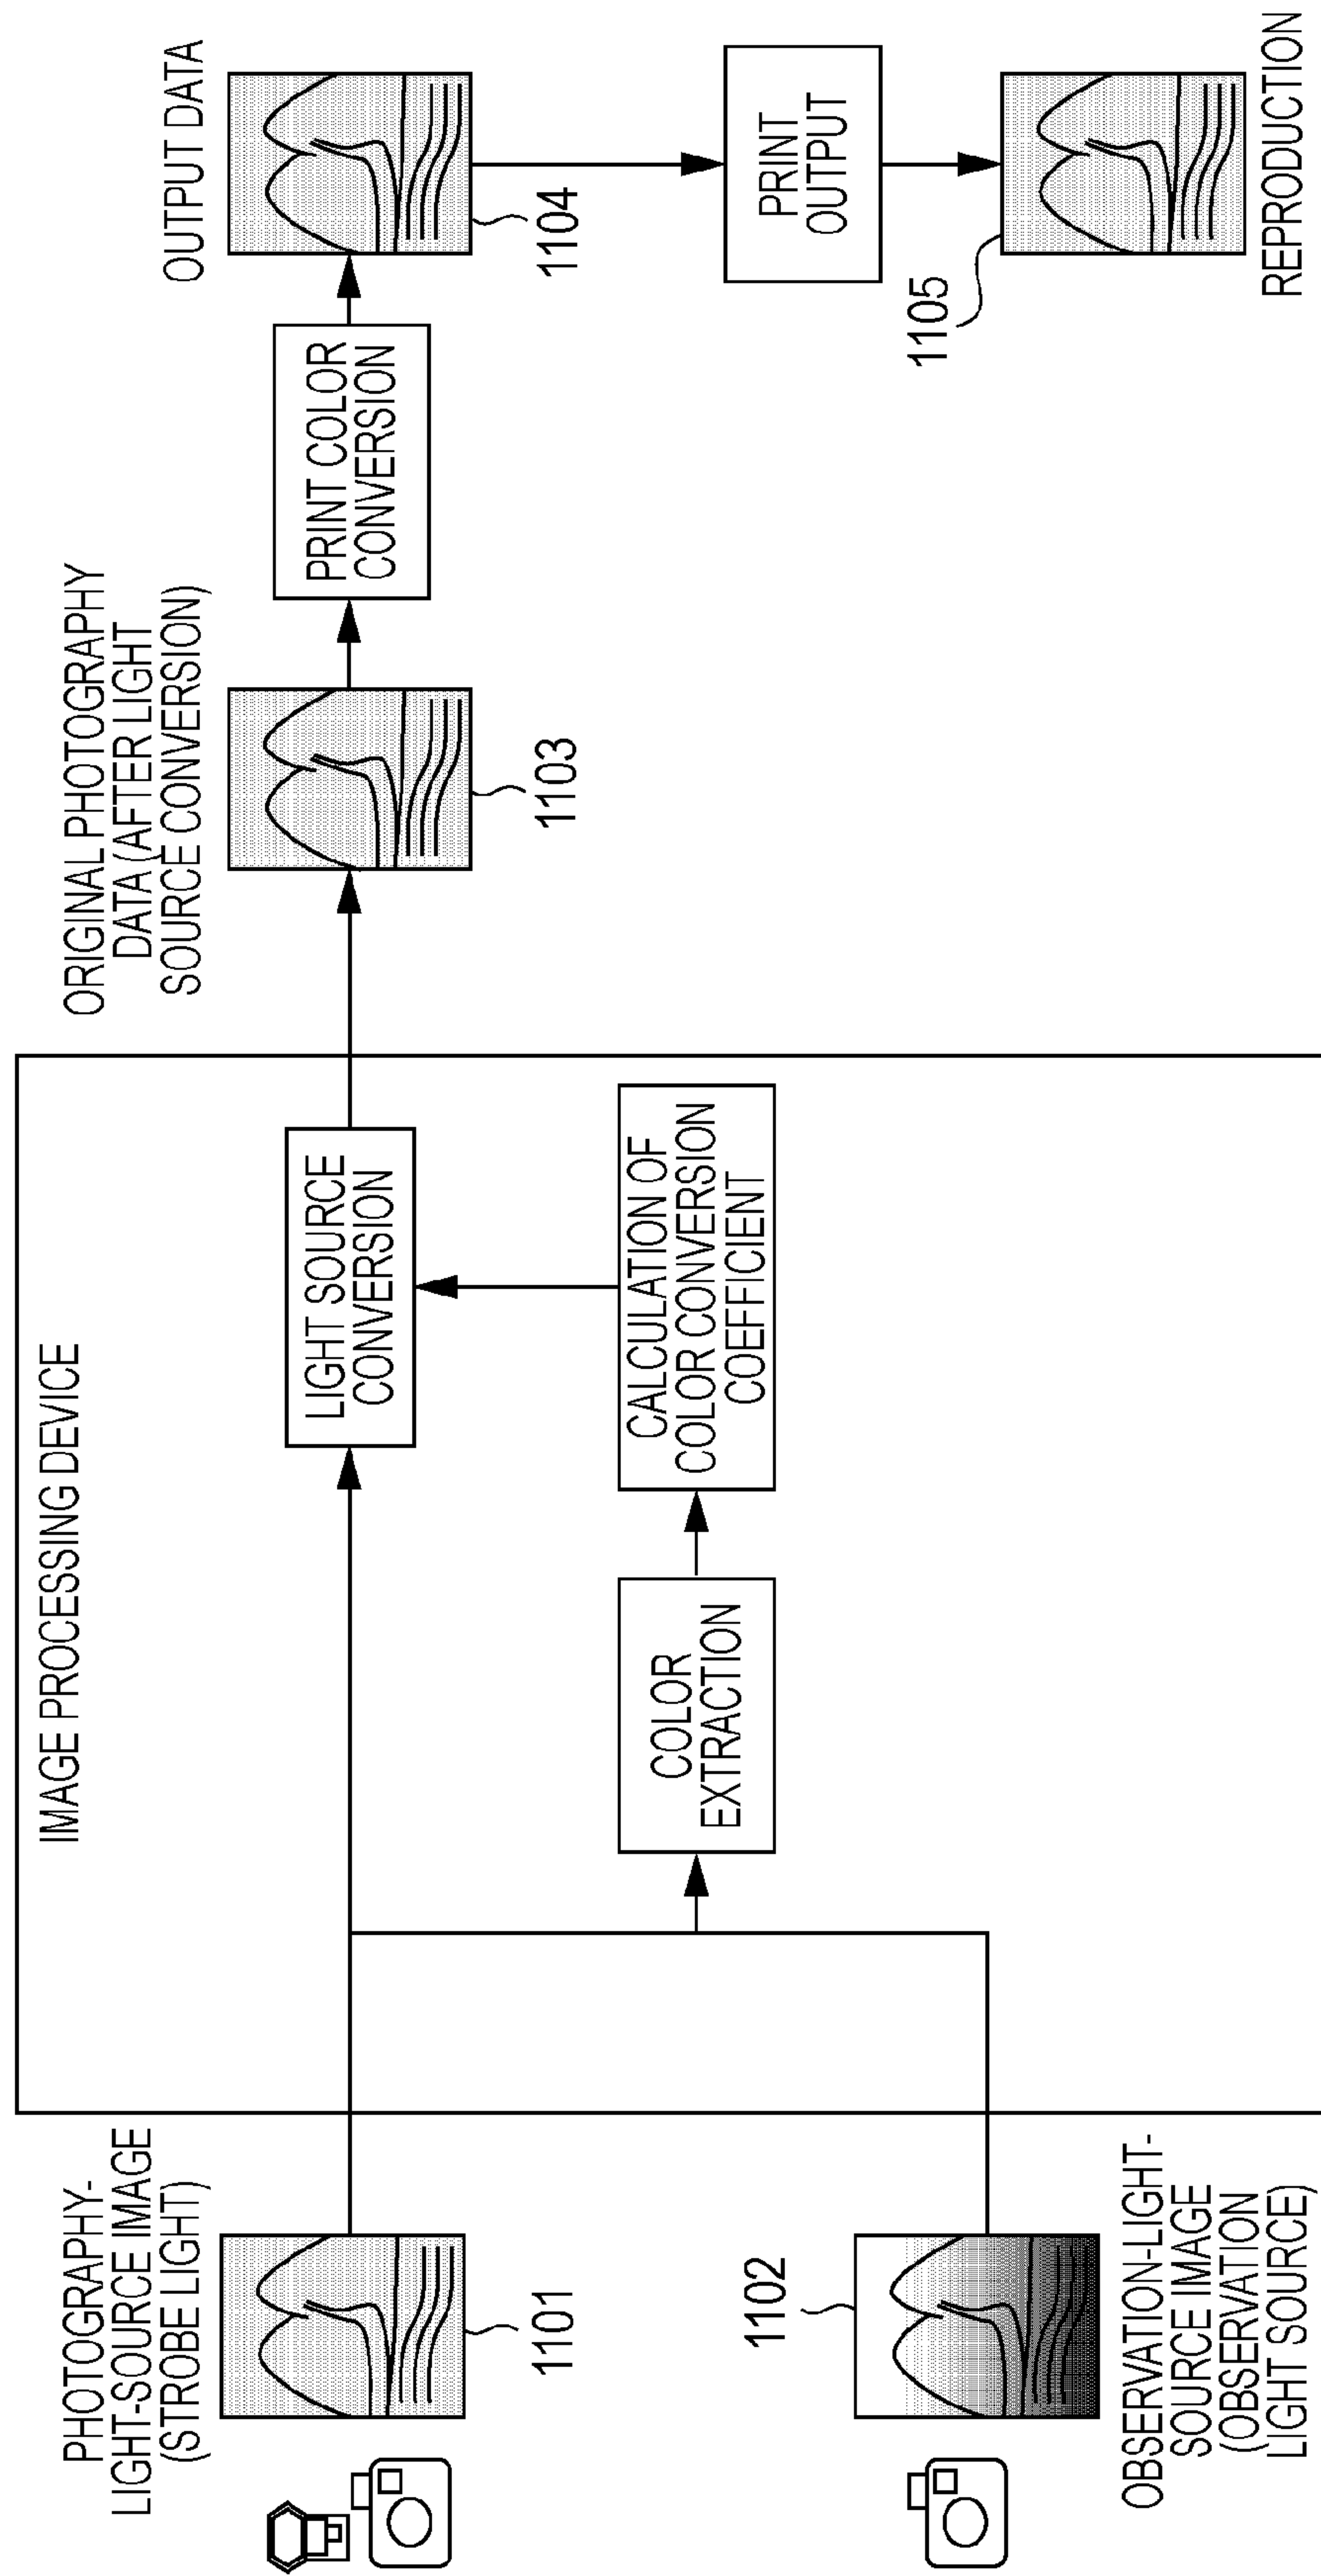 PHOTOGRAPHY-
LIGHT-SOURCE IMAGE
(STROBE LIGHT)
1101
OBSERVATION-LIGHT-
SOURCE IMAGE
(OBSERVATION
LIGHT SOURCE)
1102
IMAGE PROCESSING DEVICE
LIGHT SOURCE
CONVERSION
COLOR
EXTRACTION
CALCULATION OF
COLOR CONVERSION
COEFFICIENT
ORIGINAL PHOTOGRAPHY
DATA (AFTER LIGHT
SOURCE CONVERSION)
1103
PRINT COLOR
CONVERSION
OUTPUT DATA
1104
PRINT
OUTPUT
1105
REPRODUCTION